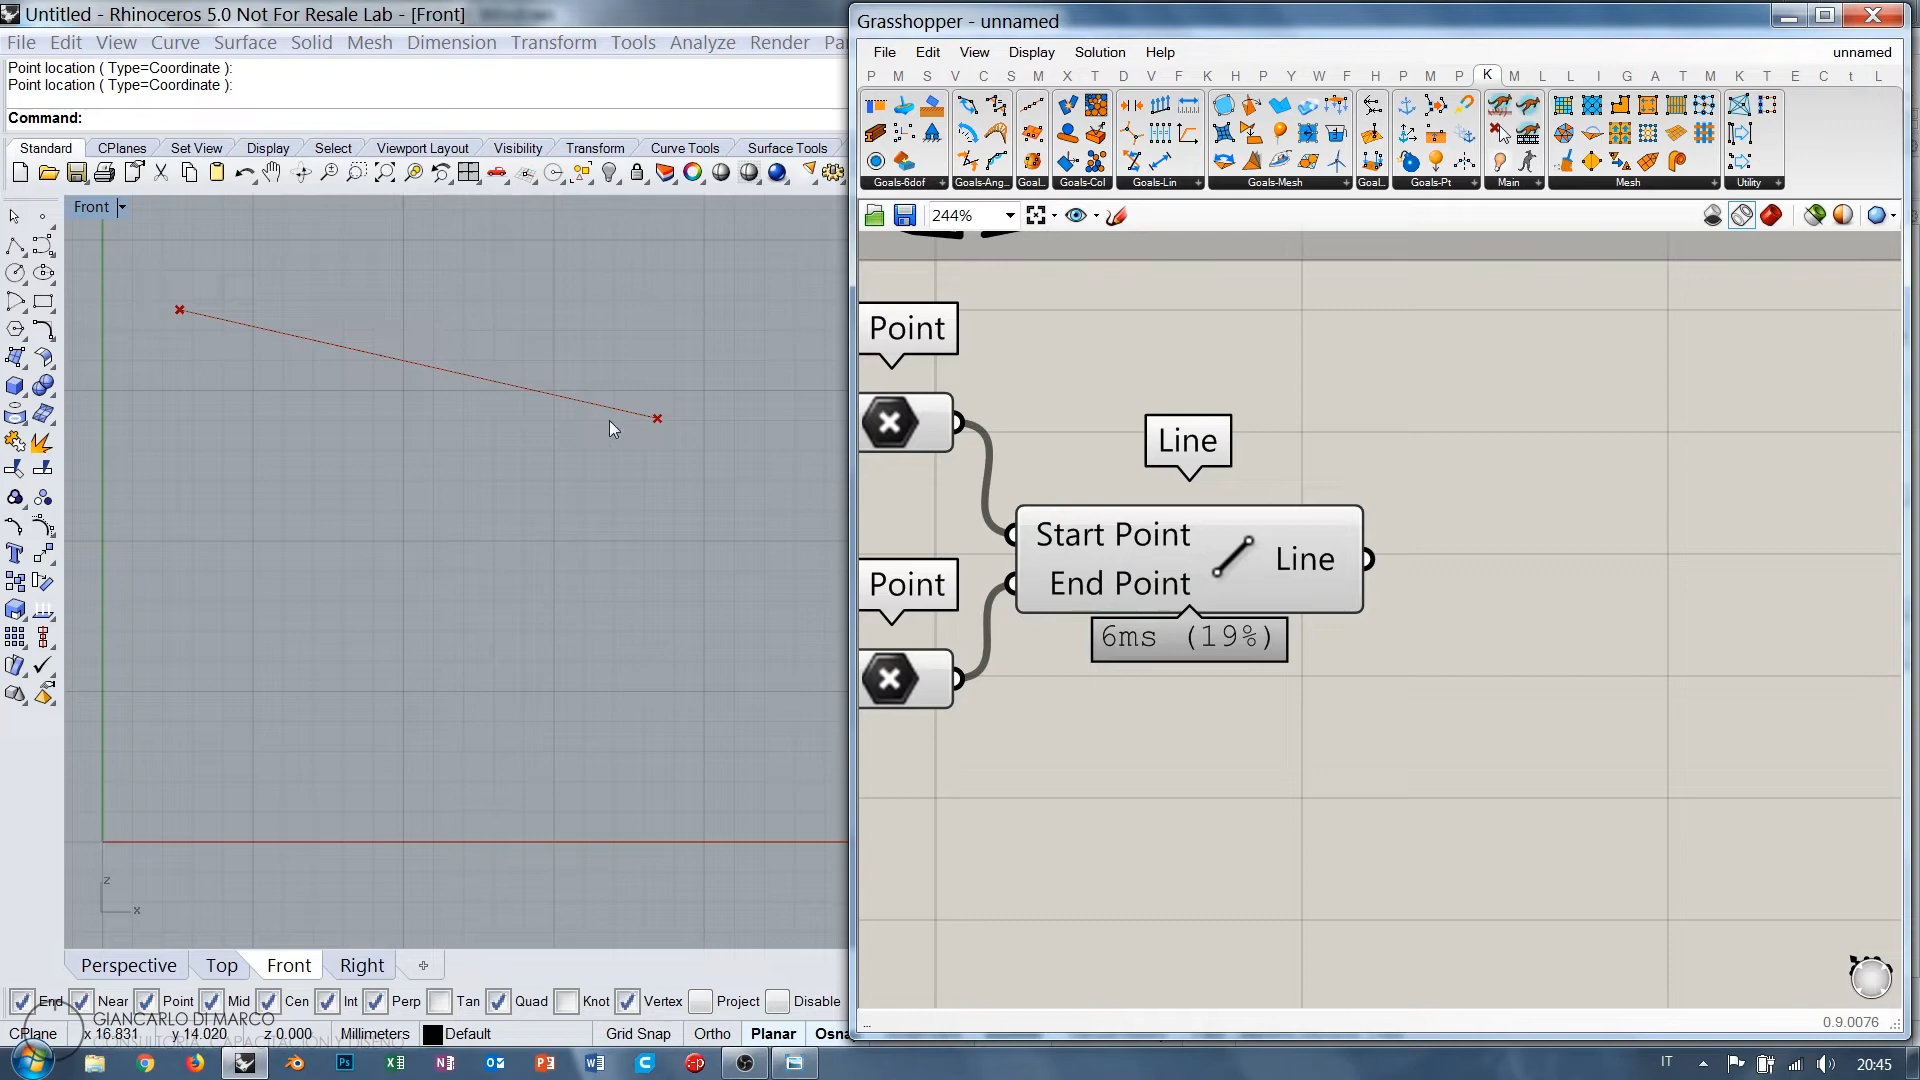 Untitled - Rhinoceros 5.0 Not For Resale Lab - [Front]
File Edit View Curve Surface Solid Mesh Dimension Transform Tools Analyze Render
Point location ( Type=Coordinate ):
Point location ( Type=Coordinate ):
Command:
Standard CPlanes Set View Display Select Viewport Layout Visibility Transform Curve Tools Surface Tools
Front
z
x
Perspective Top Front Right
End Near Point Mid Cen Int Perp Tan Quad Knot Vertex Project Disable
GIANCARLO DI MARCO
CPlane x 16.831 y 14.020 z 0.000 Millimeters Default Grid Snap Ortho Planar Osna
Grasshopper - unnamed
File Edit View Display Solution Help unnamed
P M S V C S M X T D V F K H P Y W F H P M P K M L L I G A T M K T E C t L
Goals-6dof Goals-Ang... Goal... Goals-Col Goals-Lin Goals-Mesh Goal... Goals-Pt Main Mesh Utility
244%
Point
Line
Start Point
End Point
Line
Point
6ms (19%)
...
0.9.0076
IT 20:45